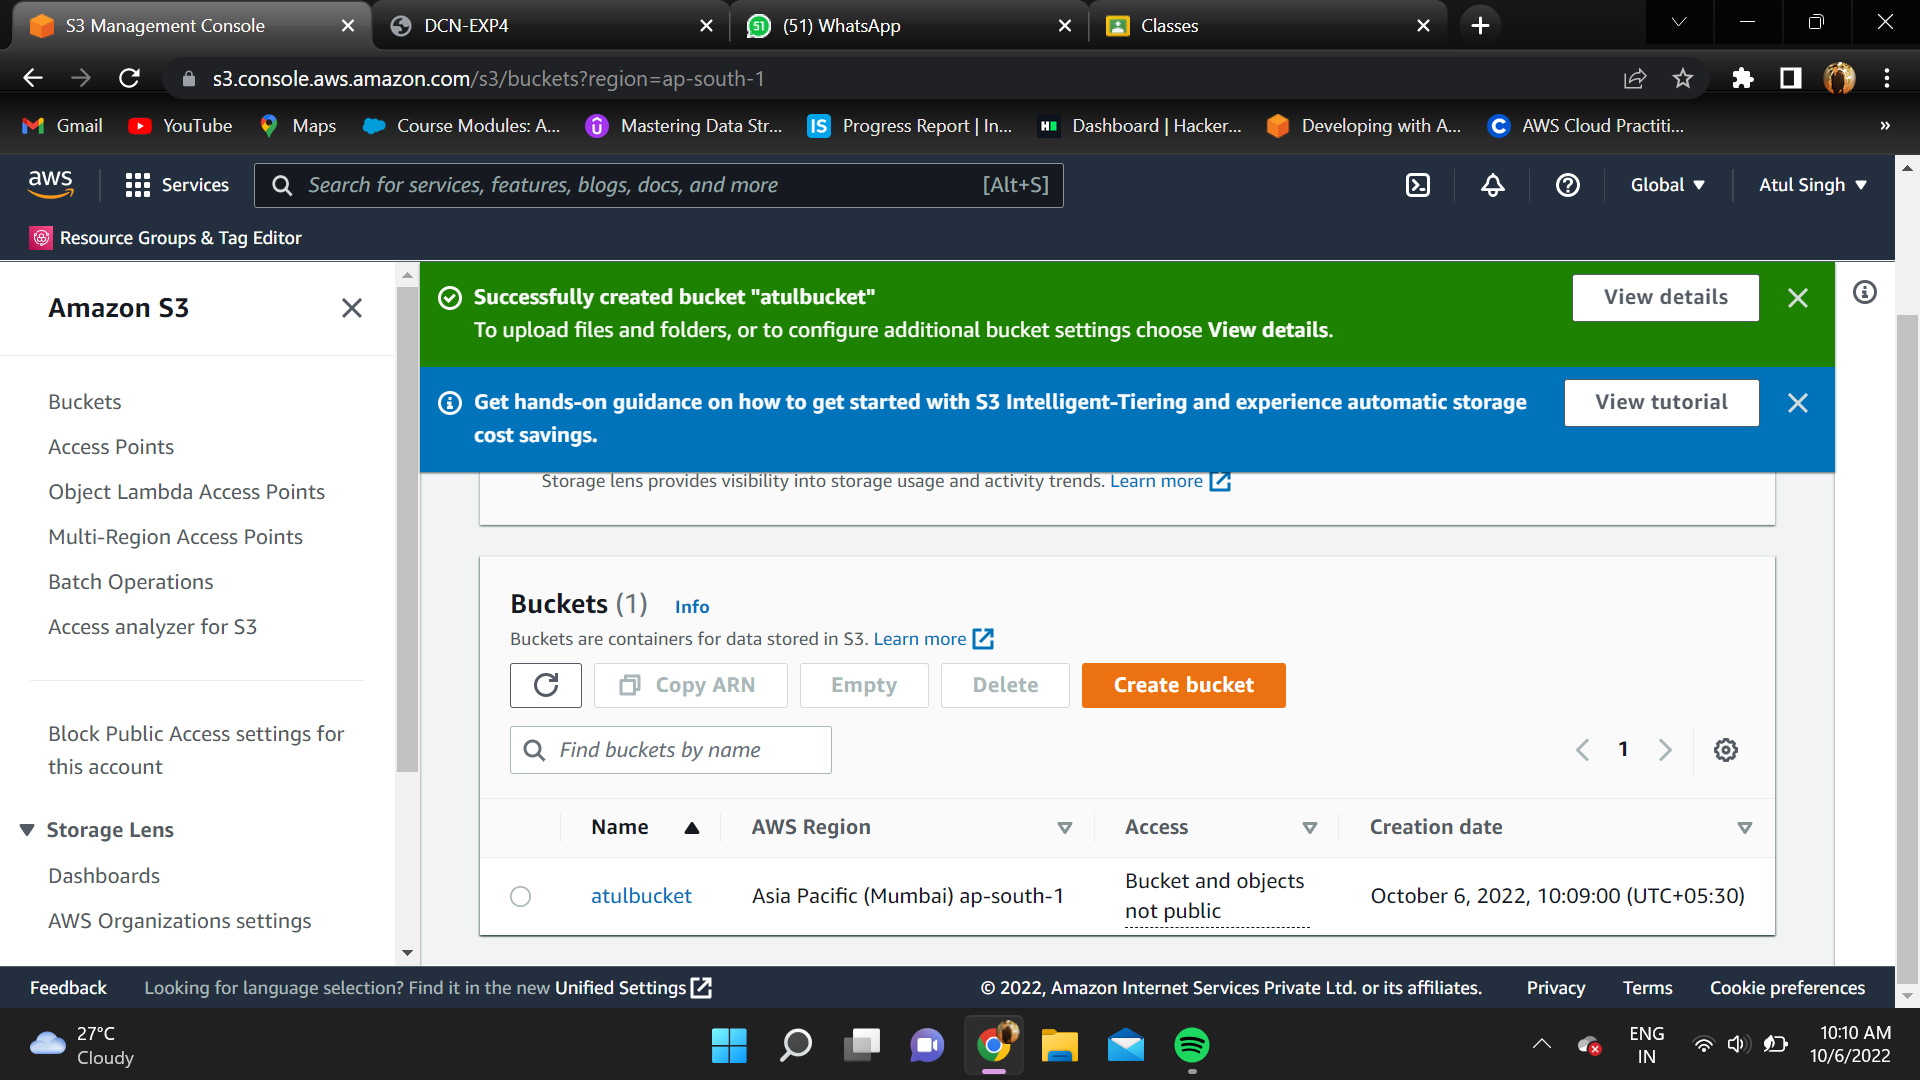 S3 Management Console
DCN-EXP4
51
(51) WhatsApp
Classes
s3.console.aws.amazon.com/s3/buckets?region=ap-south-1
Gmail
YouTube
Maps
Course Modules: A...
Mastering Data Str...
IS
Progress Report | In...
Dashboard | Hacker...
Developing with A...
C
AWS Cloud Practiti...
»
aws
Services
Search for services, features, blogs, docs, and more
[Alt+S]
Global
Atul Singh
Resource Groups & Tag Editor
Amazon S3
Buckets
Access Points
Object Lambda Access Points
Multi-Region Access Points
Batch Operations
Access analyzer for S3
Block Public Access settings for
this account
Storage Lens
Dashboards
AWS Organizations settings
Successfully created bucket "atulbucket"
To upload files and folders, or to configure additional bucket settings choose View details.
View details
Get hands-on guidance on how to get started with S3 Intelligent-Tiering and experience automatic storage
cost savings.
View tutorial
Storage lens provides visibility into storage usage and activity trends. Learn more
Buckets (1)
Info
Buckets are containers for data stored in S3. Learn more
Copy ARN
Empty
Delete
Create bucket
Find buckets by name
1
Name
AWS Region
Access
Creation date
atulbucket
Asia Pacific (Mumbai) ap-south-1
Bucket and objects
not public
October 6, 2022, 10:09:00 (UTC+05:30)
Feedback
Looking for language selection? Find it in the new Unified Settings
© 2022, Amazon Internet Services Private Ltd. or its affiliates.
Privacy
Terms
Cookie preferences
27°C
Cloudy
ENG
IN
10:10 AM
10/6/2022